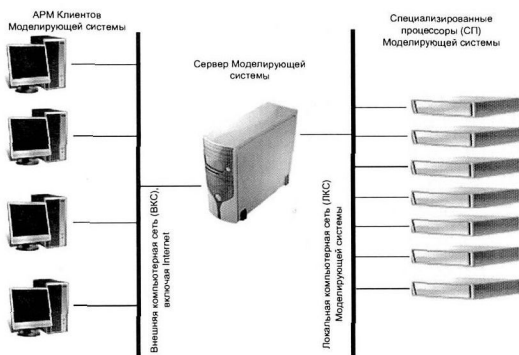 АРМ Клиентов
Моделирующей системы
Сервер Моделирующей
системы
Специализированные
процессоры (СП)
Моделирующей системы
Внешняя компьютерная сеть (ВКС),
включая Internet
Локальная компьютерная сеть (ЛКС)
Моделирующей системы